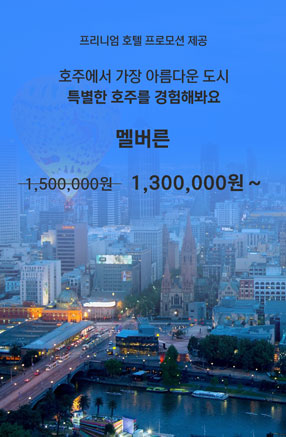 프리니엄 호텔 프로모션 제공
호주에서 가장 아름다운 도시
특별한 호주를 경험해봐요
멜버른
1,500,000원 1,300,000원 ~